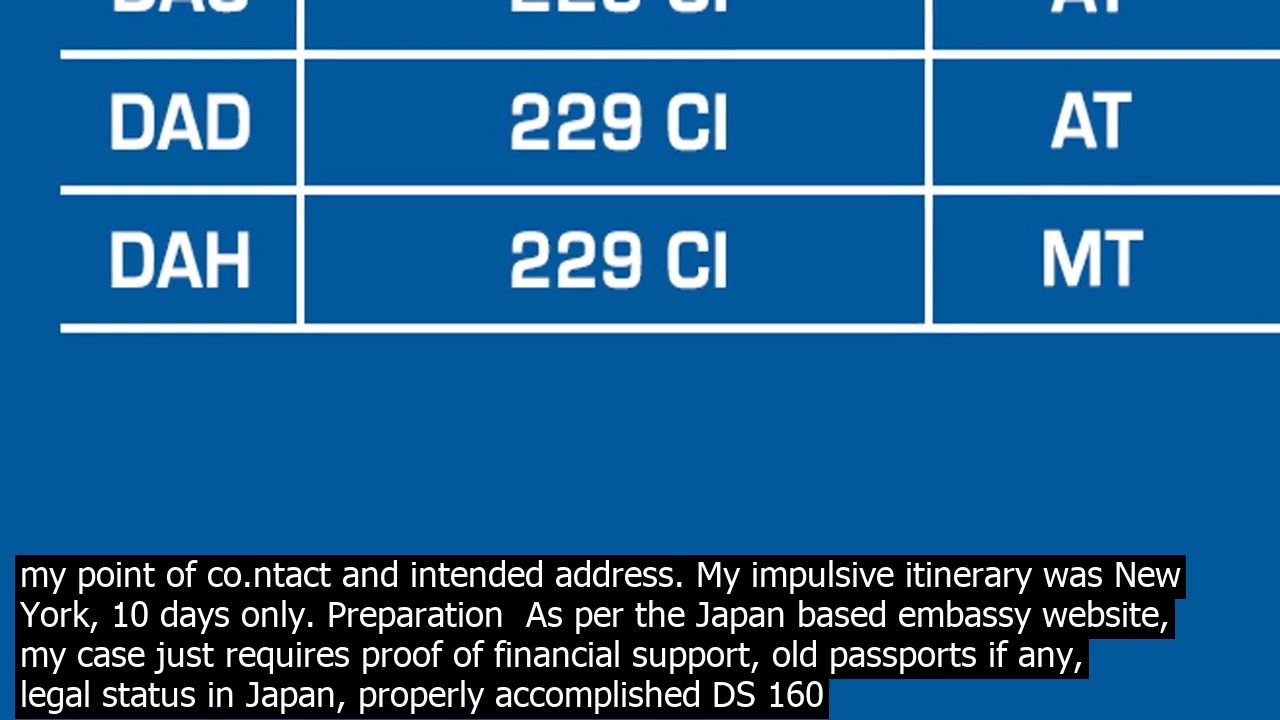 DAD 229 CI AT
DAH 229 CI MT
my point of co.ntact and intended address. My impulsive itinerary was New
York, 10 days only. Preparation  As per the Japan based embassy website,
my case just requires proof of financial support, old passports if any,
legal status in Japan, properly accomplished DS 160